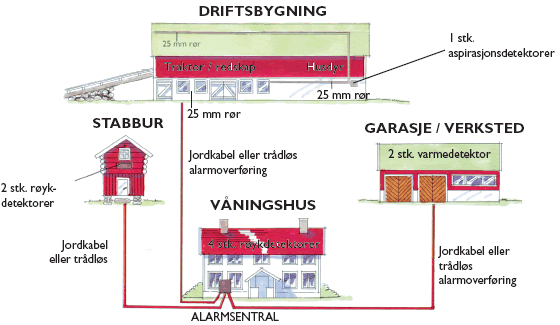 DRIFTSBYGNING
25 mm rør
1 stk.
aspirasjonsdetektorer
Traktor / redskap
Husdyr
25 mm rør
25 mm rør
STABBUR
GARASJE / VERKSTED
2 stk. røyk-
detektorer
Jordkabel eller trådløs
alarmoverføring
2 stk. varmedetektor
VÅNINGSHUS
4 stk. røykdetektorer
Jordkabel
eller trådløs
Jordkabel eller
trådløs
alarmoverføring
ALARMSENTRAL